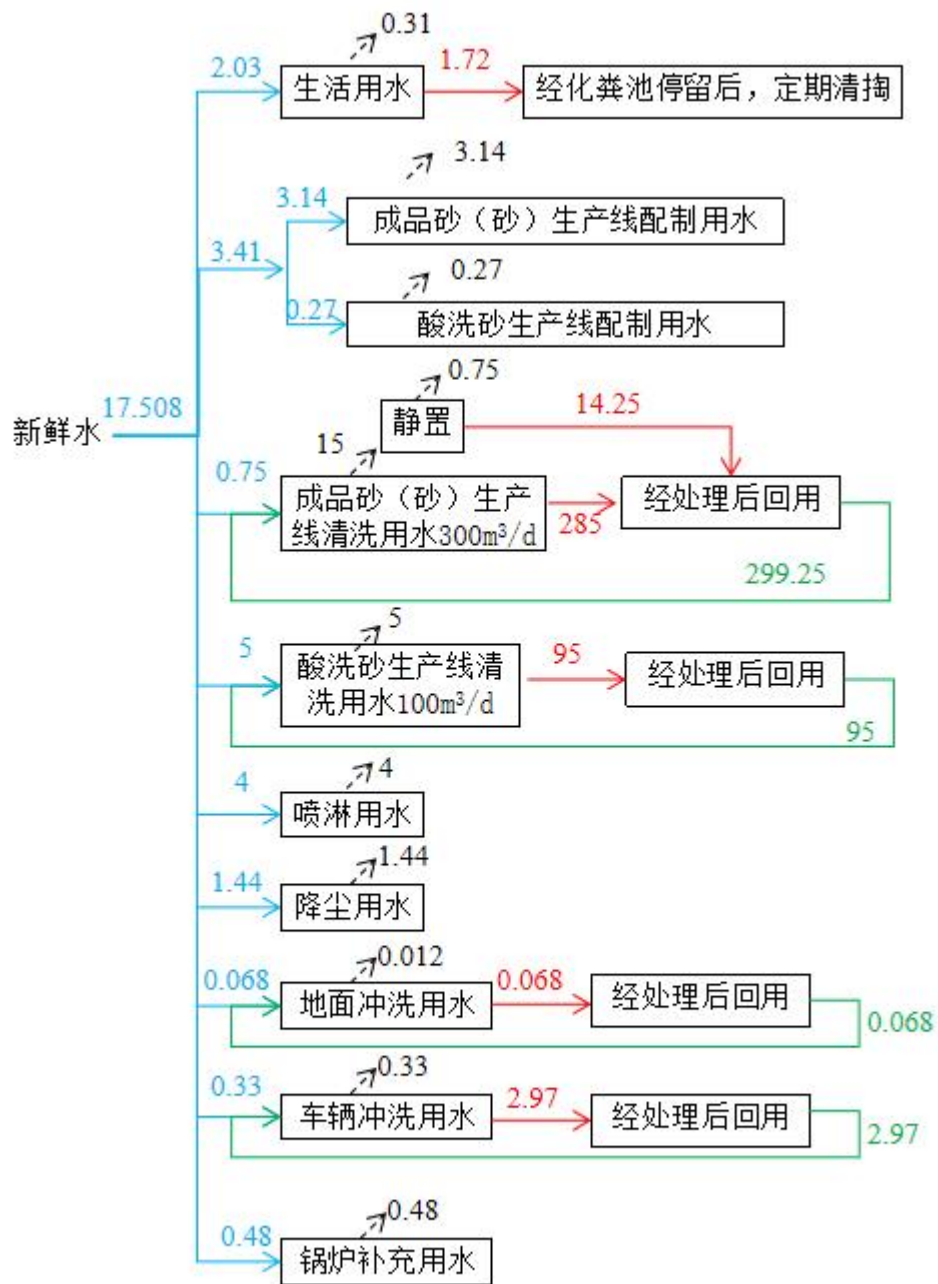 0.31
2.03
1.72
生活用水
经化粪池停留后，定期清掏
3.14
3.14
成品砂（砂）生产线配制用水
3.41
0.27
0.27
酸洗砂生产线配制用水
0.75
17.508
新鲜水
静置
14.25
15
0.75
成品砂（砂）生产
线清洗用水300m³/d
285
经处理后回用
299.25
5
5
酸洗砂生产线清
洗用水100m³/d
95
经处理后回用
95
4
4
喷淋用水
1.44
1.44
降尘用水
0.012
0.068
地面冲洗用水
0.068
经处理后回用
0.068
0.33
0.33
车辆冲洗用水
2.97
经处理后回用
2.97
0.48
0.48
锅炉补充用水